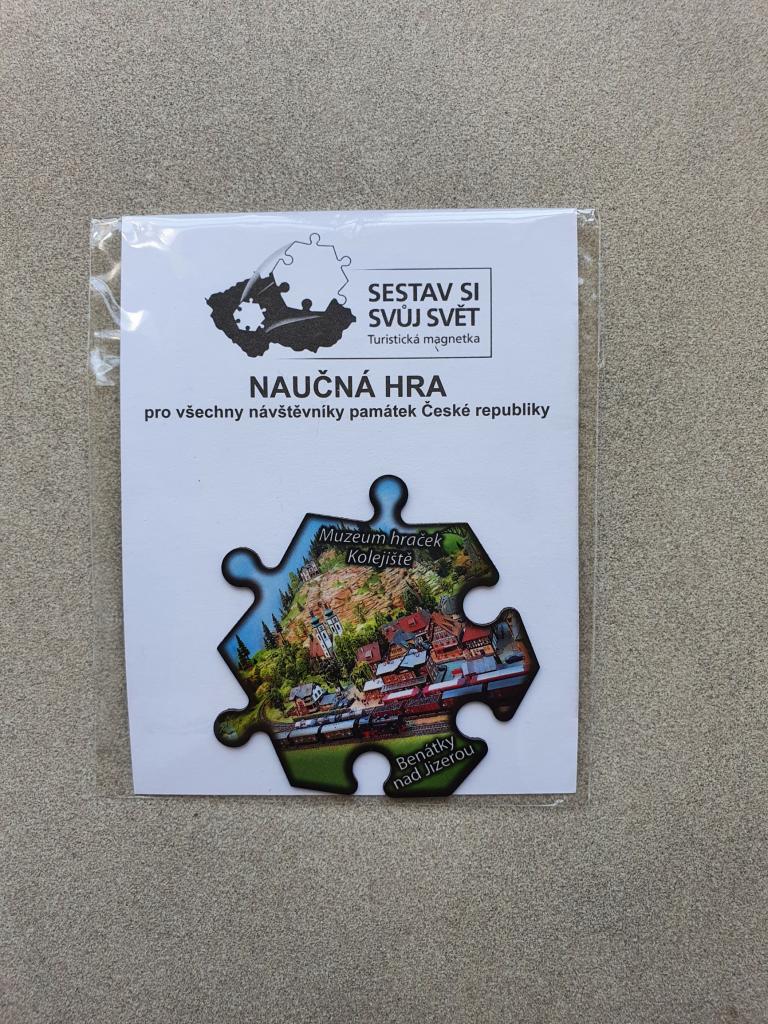 SESTAV SI
SVŮJ SVĚT
Turistická magnetka
NAUČNÁ HRA
pro všechny návštěvníky památek České republiky
Muzeum hraček
Kolejiště
Benátky
nad Jizerou